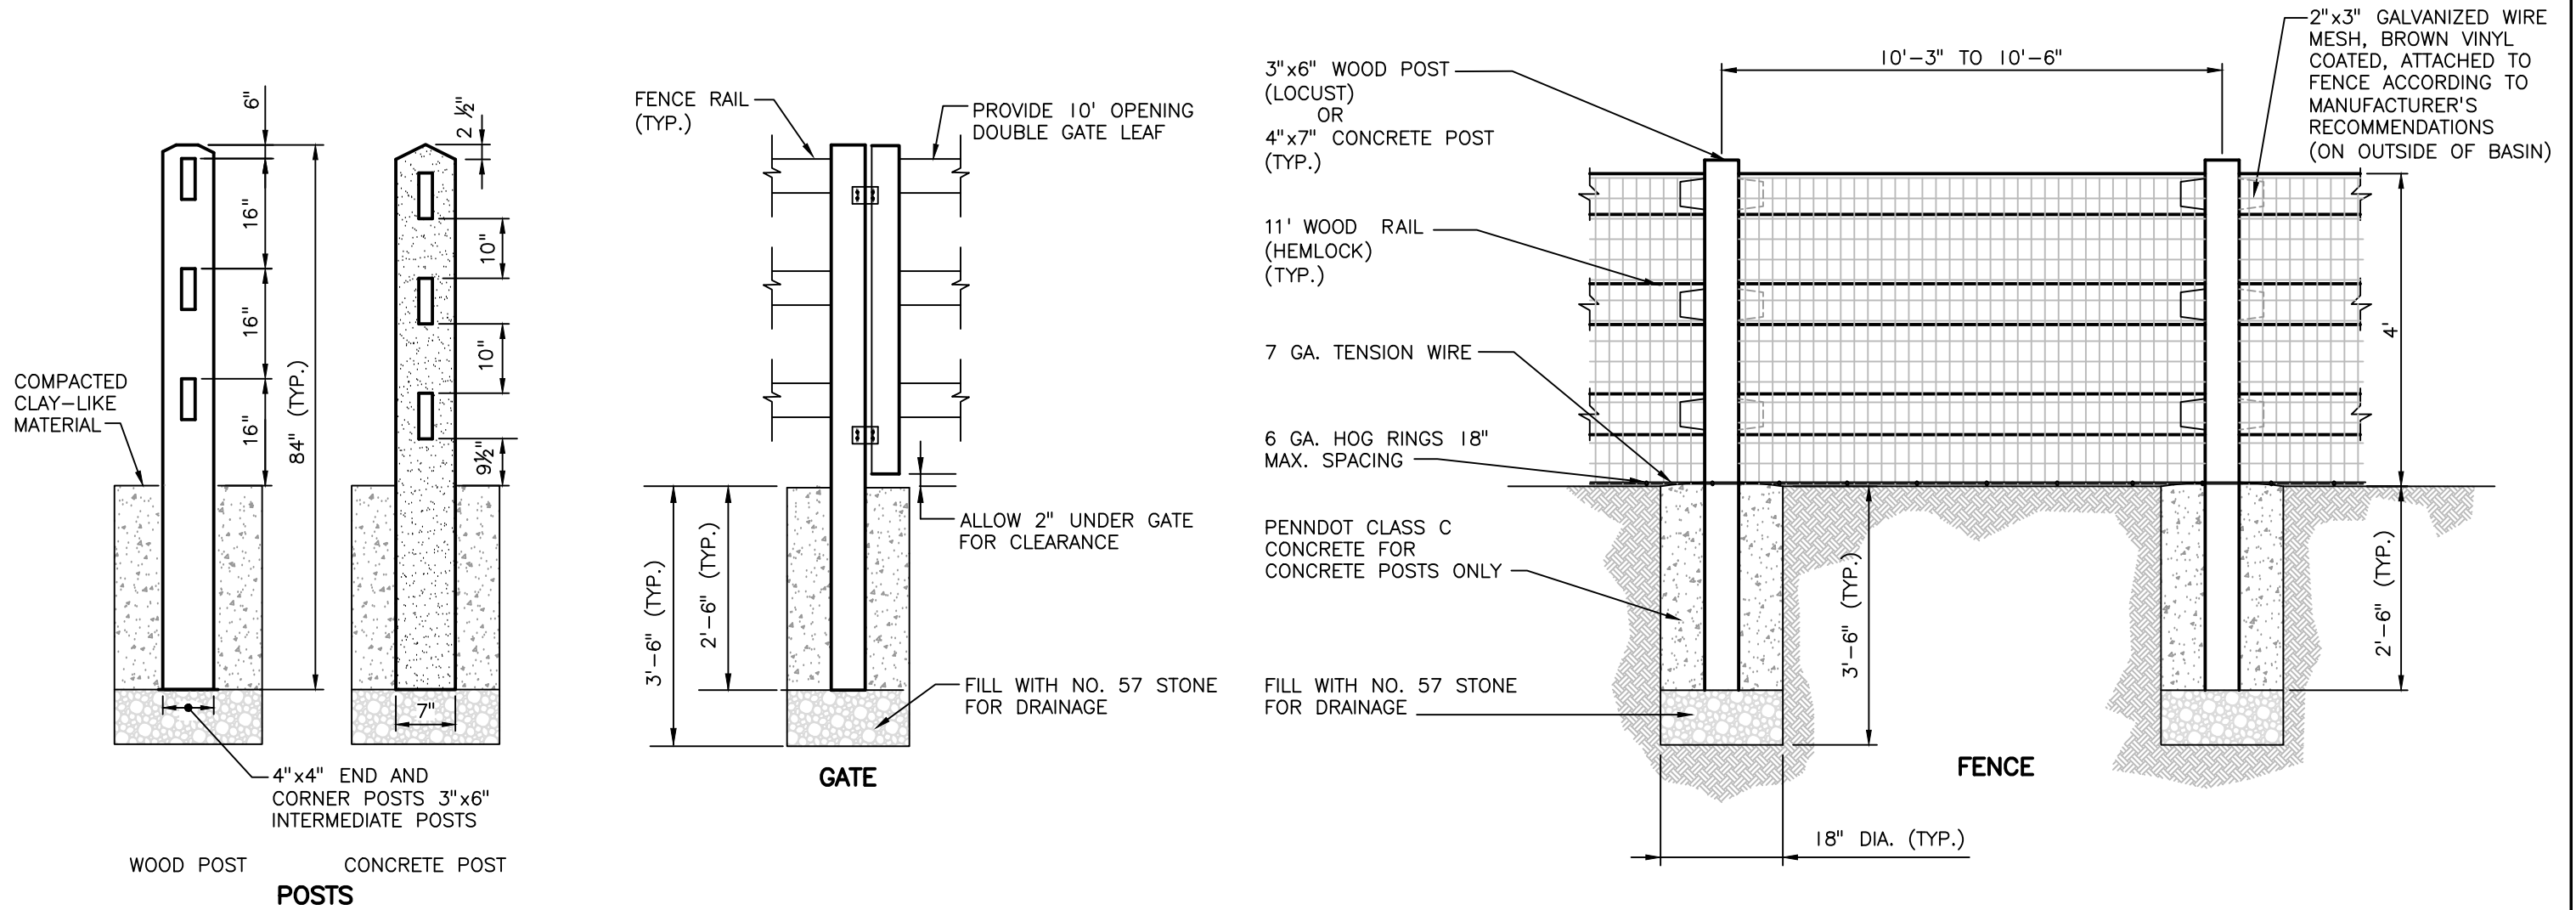 6"
16"
16"
16"
84" (TYP.)
COMPACTED
CLAY-LIKE
MATERIAL
4"x4" END AND
CORNER POSTS 3"x6"
INTERMEDIATE POSTS
WOOD POST
2 ½"
10"
10"
9½"
7"
CONCRETE POST
POSTS
FENCE RAIL
(TYP.)
PROVIDE 10' OPENING
DOUBLE GATE LEAF
ALLOW 2" UNDER GATE
FOR CLEARANCE
3'-6" (TYP.)
2'-6" (TYP.)
FILL WITH NO. 57 STONE
FOR DRAINAGE
GATE
3"x6" WOOD POST
(LOCUST)
OR
4"x7" CONCRETE POST
(TYP.)
10'-3" TO 10'-6"
2"x3" GALVANIZED WIRE
MESH, BROWN VINYL
COATED, ATTACHED TO
FENCE ACCORDING TO
MANUFACTURER'S
RECOMMENDATIONS
(ON OUTSIDE OF BASIN)
11' WOOD RAIL
(HEMLOCK)
(TYP.)
7 GA. TENSION WIRE
6 GA. HOG RINGS 18"
MAX. SPACING
PENNDOT CLASS C
CONCRETE FOR
CONCRETE POSTS ONLY
FILL WITH NO. 57 STONE
FOR DRAINAGE
4'
3'-6" (TYP.)
2'-6" (TYP.)
18" DIA. (TYP.)
FENCE